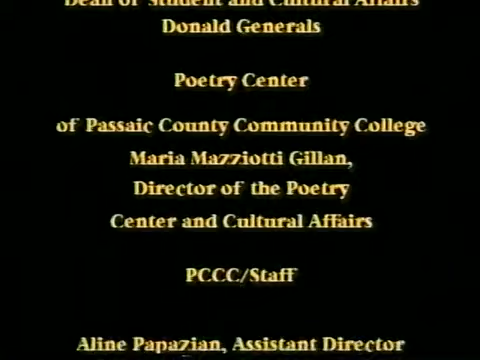 Dean of Student and Cultural Affairs
Donald Generals
Poetry Center
of Passaic County Community College
Maria Mazziotti Gillan,
Director of the Poetry
Center and Cultural Affairs
PCCC/Staff
Aline Papazian, Assistant Director